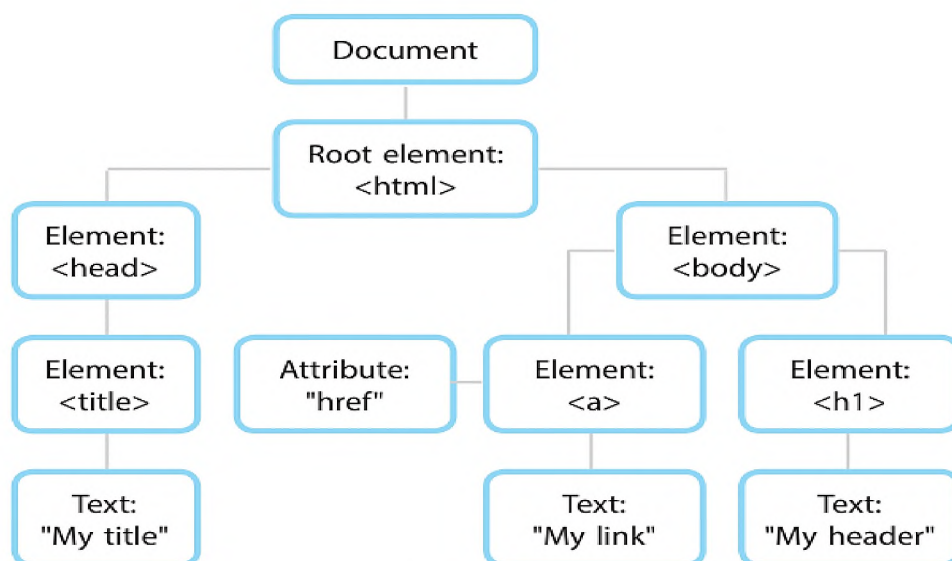 Document
Root element:
<html>
Element:
<head>
Element:
<body>
Element:
<title>
Attribute:
"href"
Element:
<a>
Element:
<h1>
Text:
"My title"
Text:
"My link"
Text:
"My header"